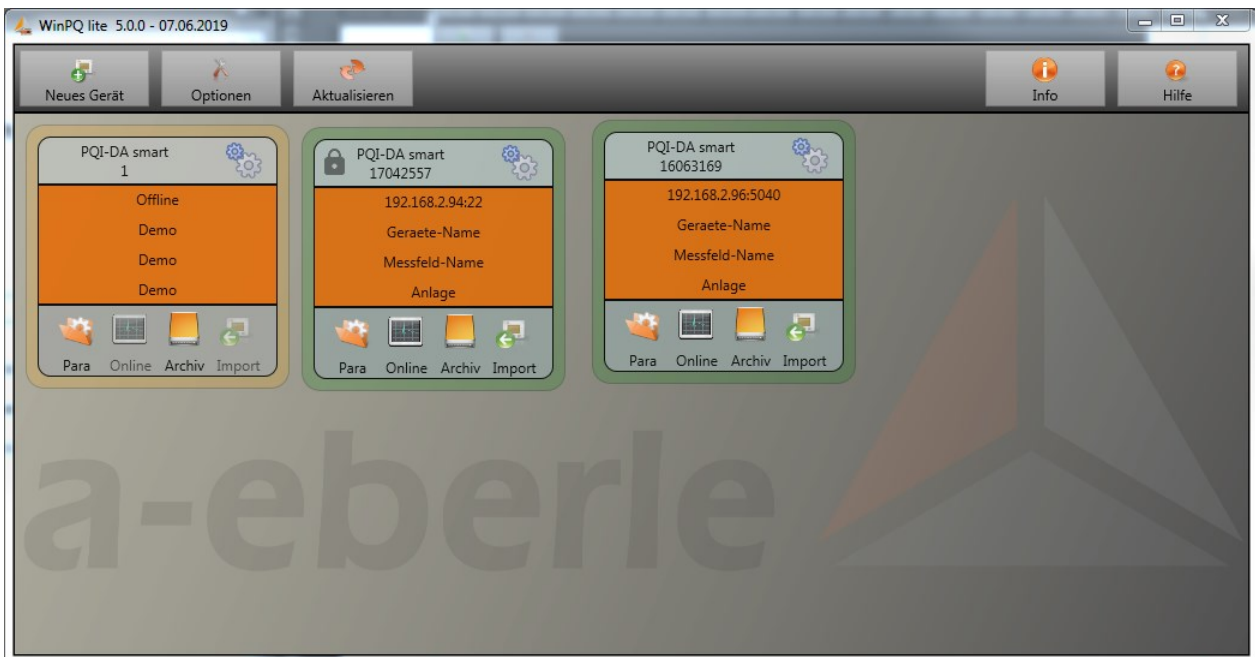 WinPQ lite 5.0.0 - 07.06.2019
Neues Gerät
Optionen
Aktualisieren
Info
Hilfe
PQI-DA smart
1
Offline
Demo
Demo
Demo
Para Online Archiv Import
PQI-DA smart
17042557
192.168.2.94:22
Geraete-Name
Messfeld-Name
Anlage
Para Online Archiv Import
PQI-DA smart
16063169
192.168.2.96:5040
Geraete-Name
Messfeld-Name
Anlage
Para Online Archiv Import
a-eberle